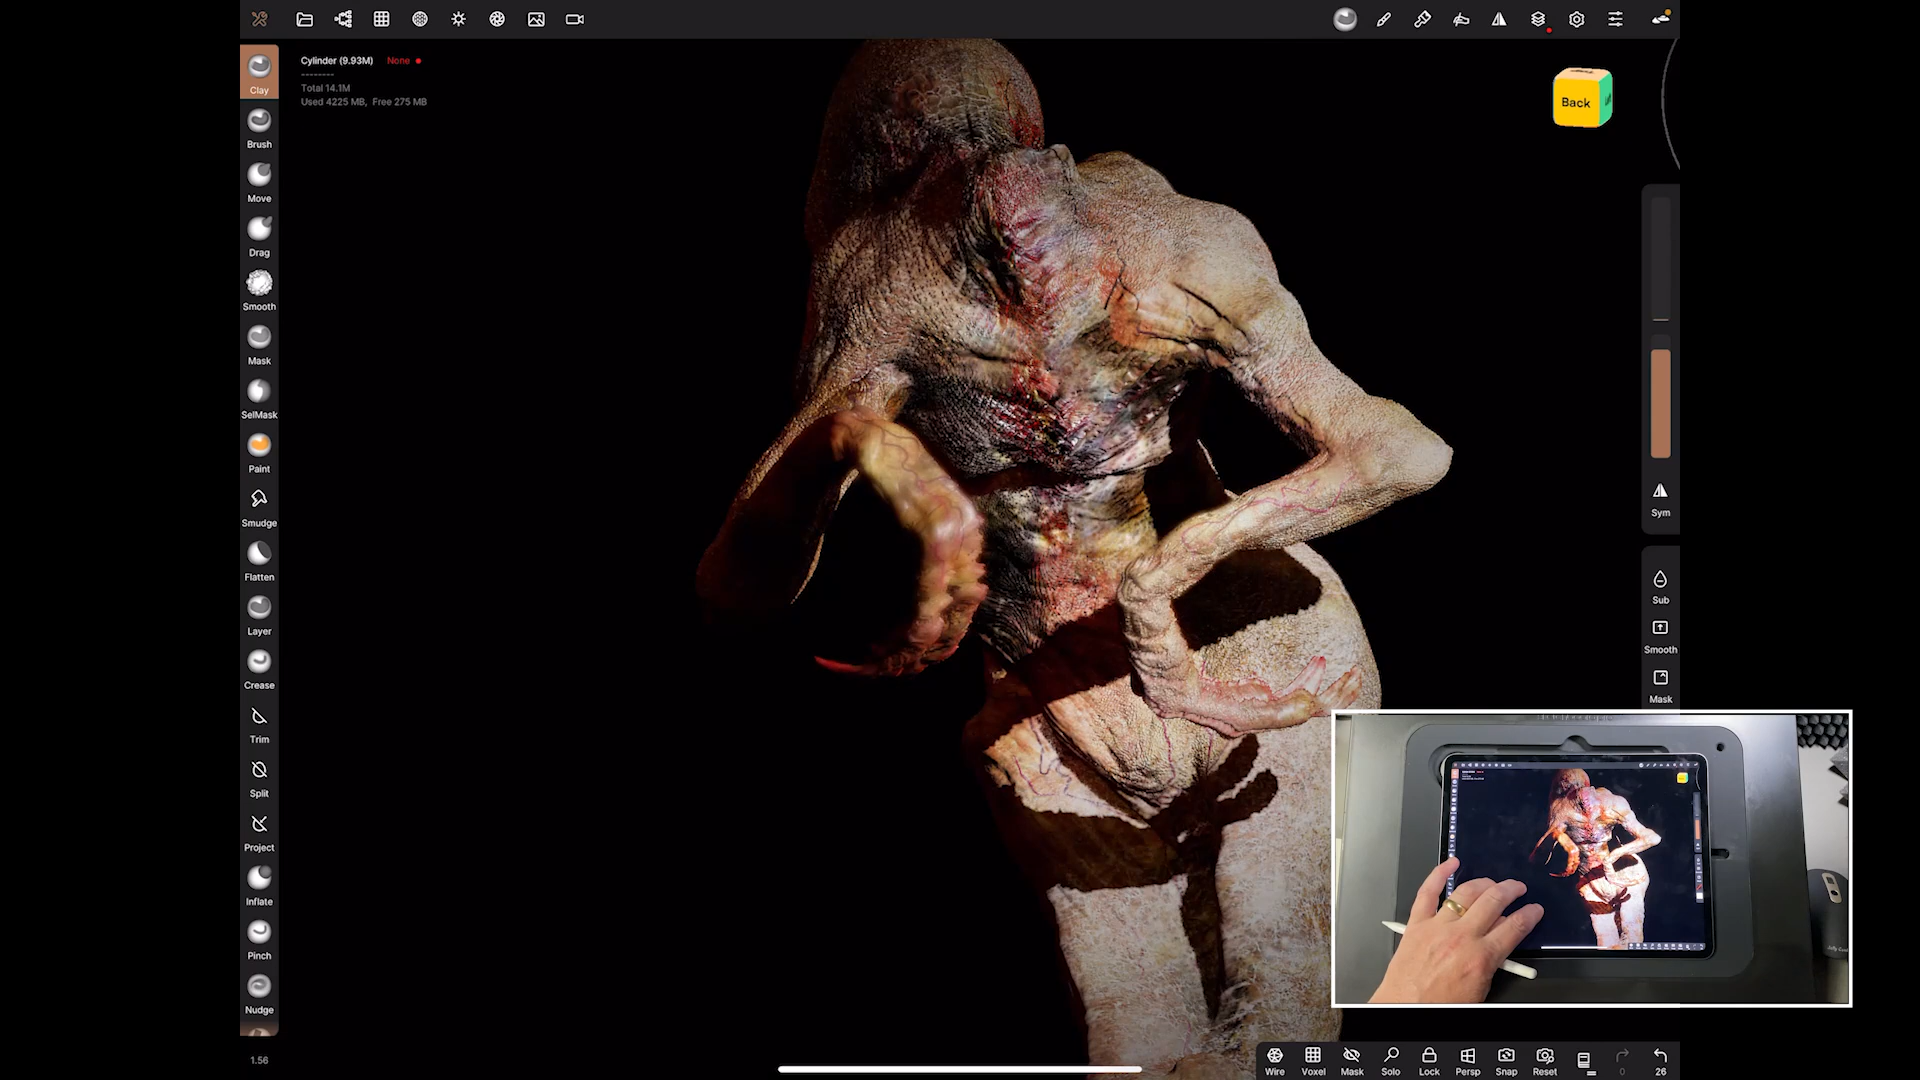 Cylinder (9.93M) None
--------
Total 14.1M
Used 4225 MB, Free 275 MB
Back
Clay
Brush
Move
Drag
Smooth
Mask
SelMask
Paint
Smudge
Flatten
Layer
Crease
Trim
Split
Project
Inflate
Pinch
Nudge
1.56
Sym
Sub
Smooth
Mask
Wire Voxel Mask Solo Lock Persp Snap Reset 0 26